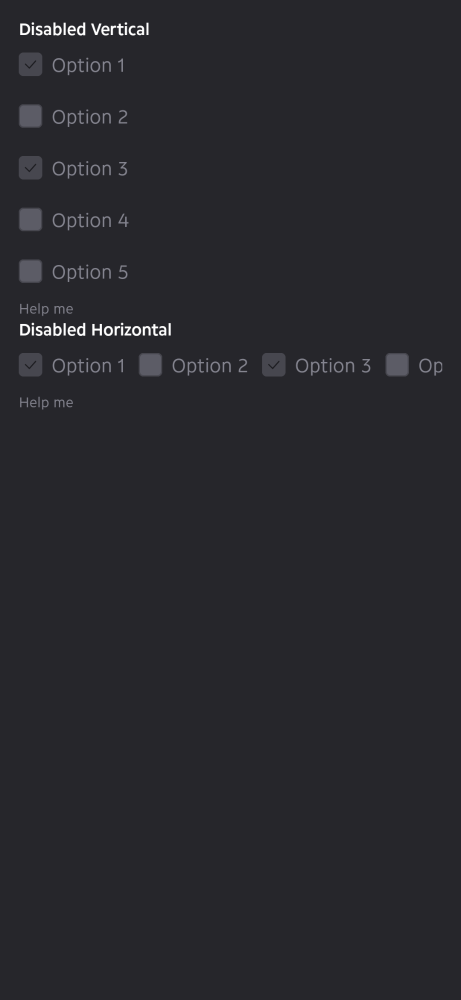 Disabled Vertical
Option 1
Option 2
Option 3
Option 4
Option 5
Help me
Disabled Horizontal
Option 1 Option 2 Option 3 Op
Help me